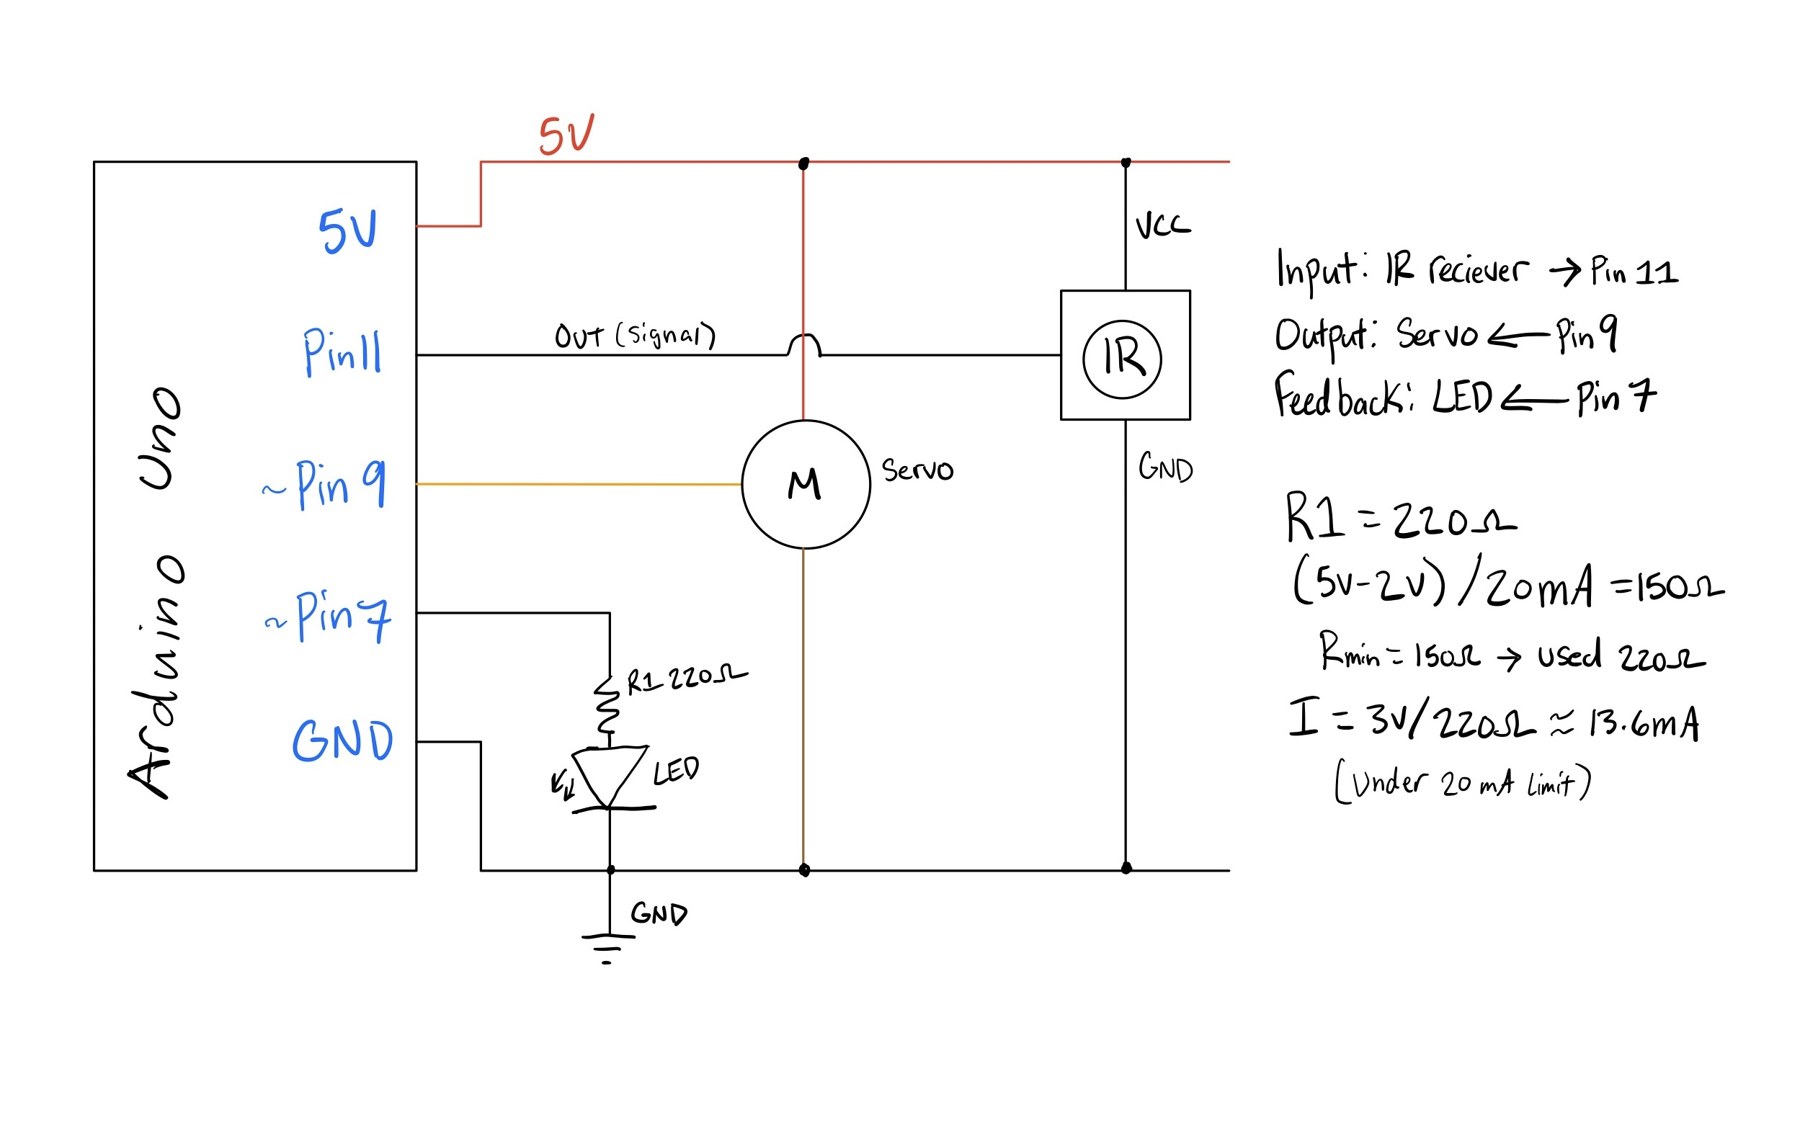 5V
5V
VCC
Pin11
OUT (Signal)
IR
~Pin 9
M
Servo
GND
~Pin7
R1 220Ω
LED
GND
GND
Arduino Uno
Input: IR reciever → Pin 11
Output: Servo ← Pin 9
Feedback: LED ← Pin 7
R1 = 220Ω
(5v-2v)/20mA = 150Ω
Rmin = 150Ω → used 220Ω
I = 3v/220Ω ≈ 13.6mA
(Under 20 mA Limit)